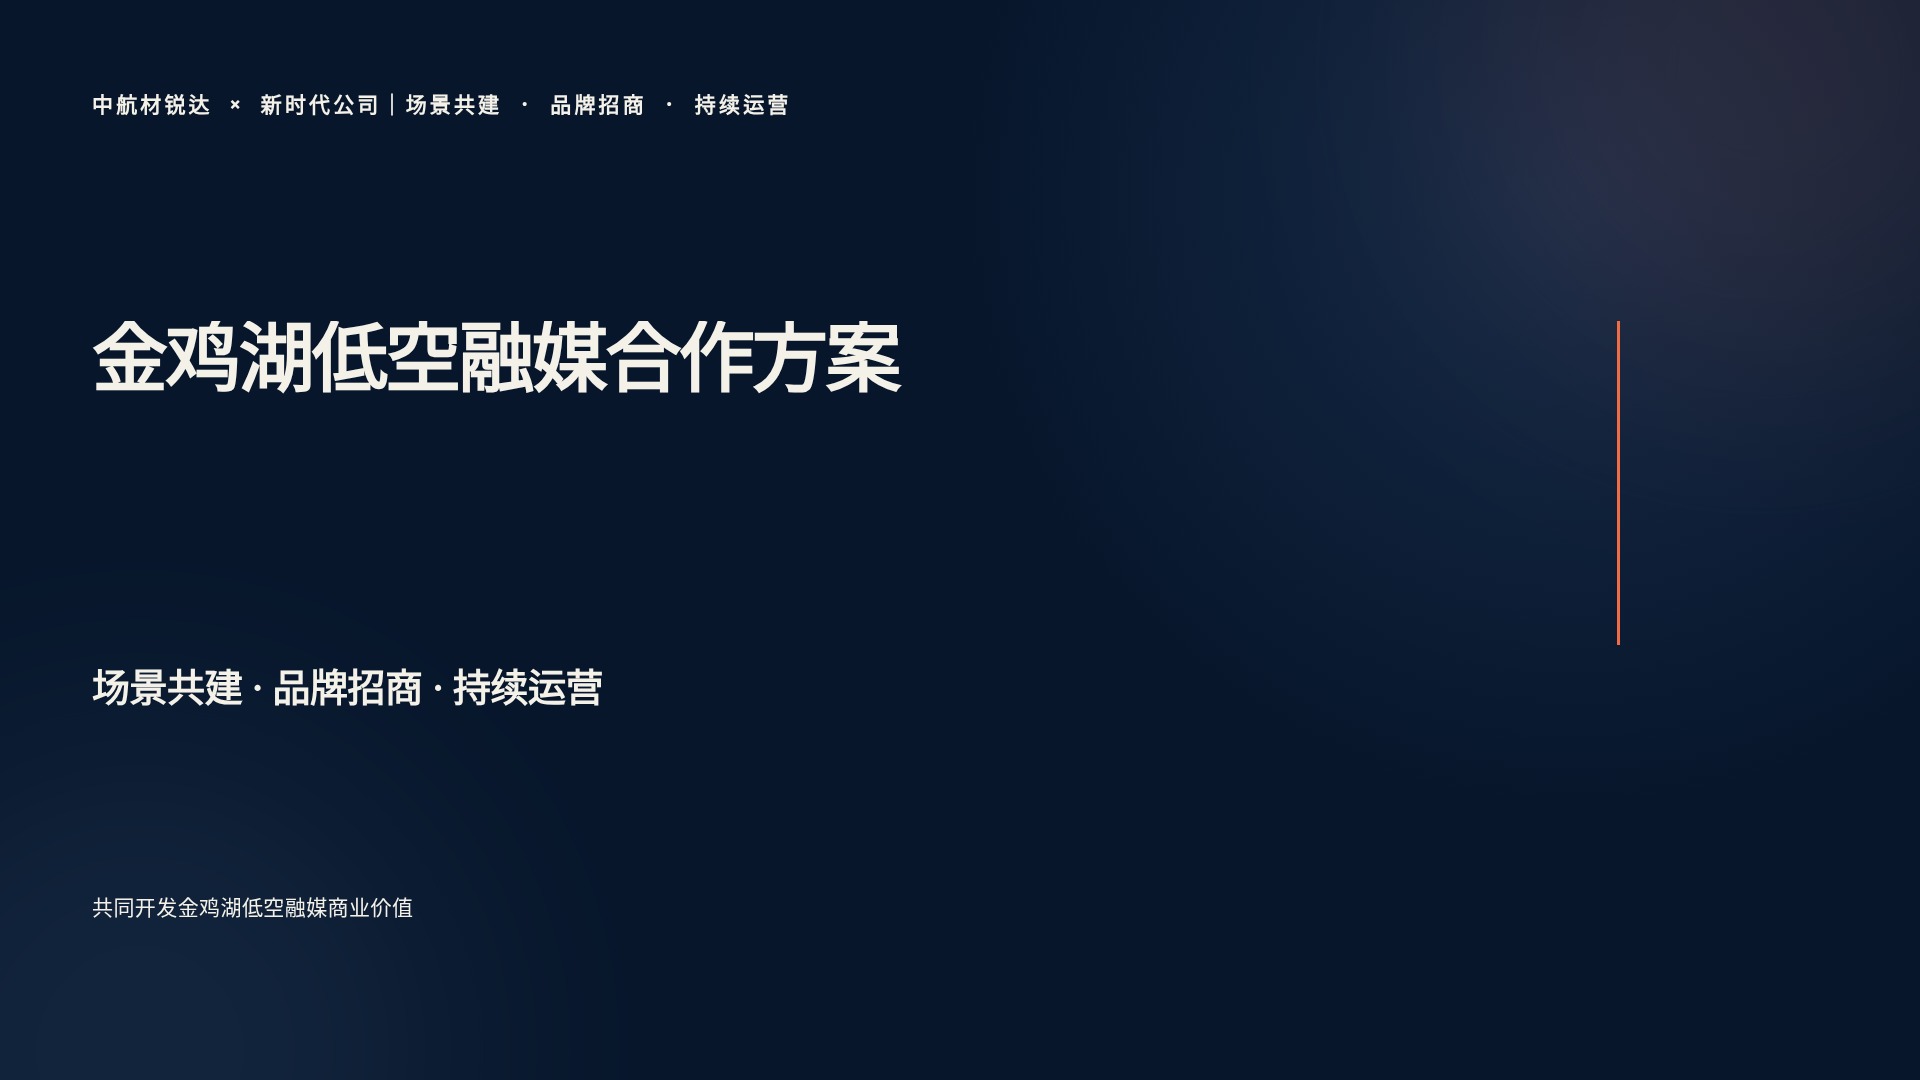 中航材锐达 × 新时代公司｜场景共建 · 品牌招商 · 持续运营
金鸡湖低空融媒合作方案
场景共建 · 品牌招商 · 持续运营
共同开发金鸡湖低空融媒商业价值